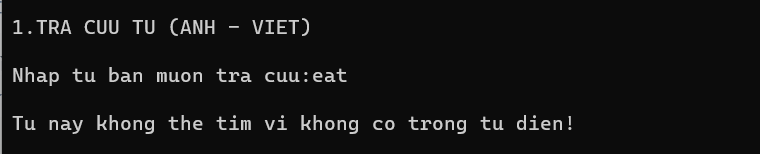 1.TRA CUU TU (ANH - VIET)
Nhap tu ban muon tra cuu:eat
Tu nay khong the tim vi khong co trong tu dien!